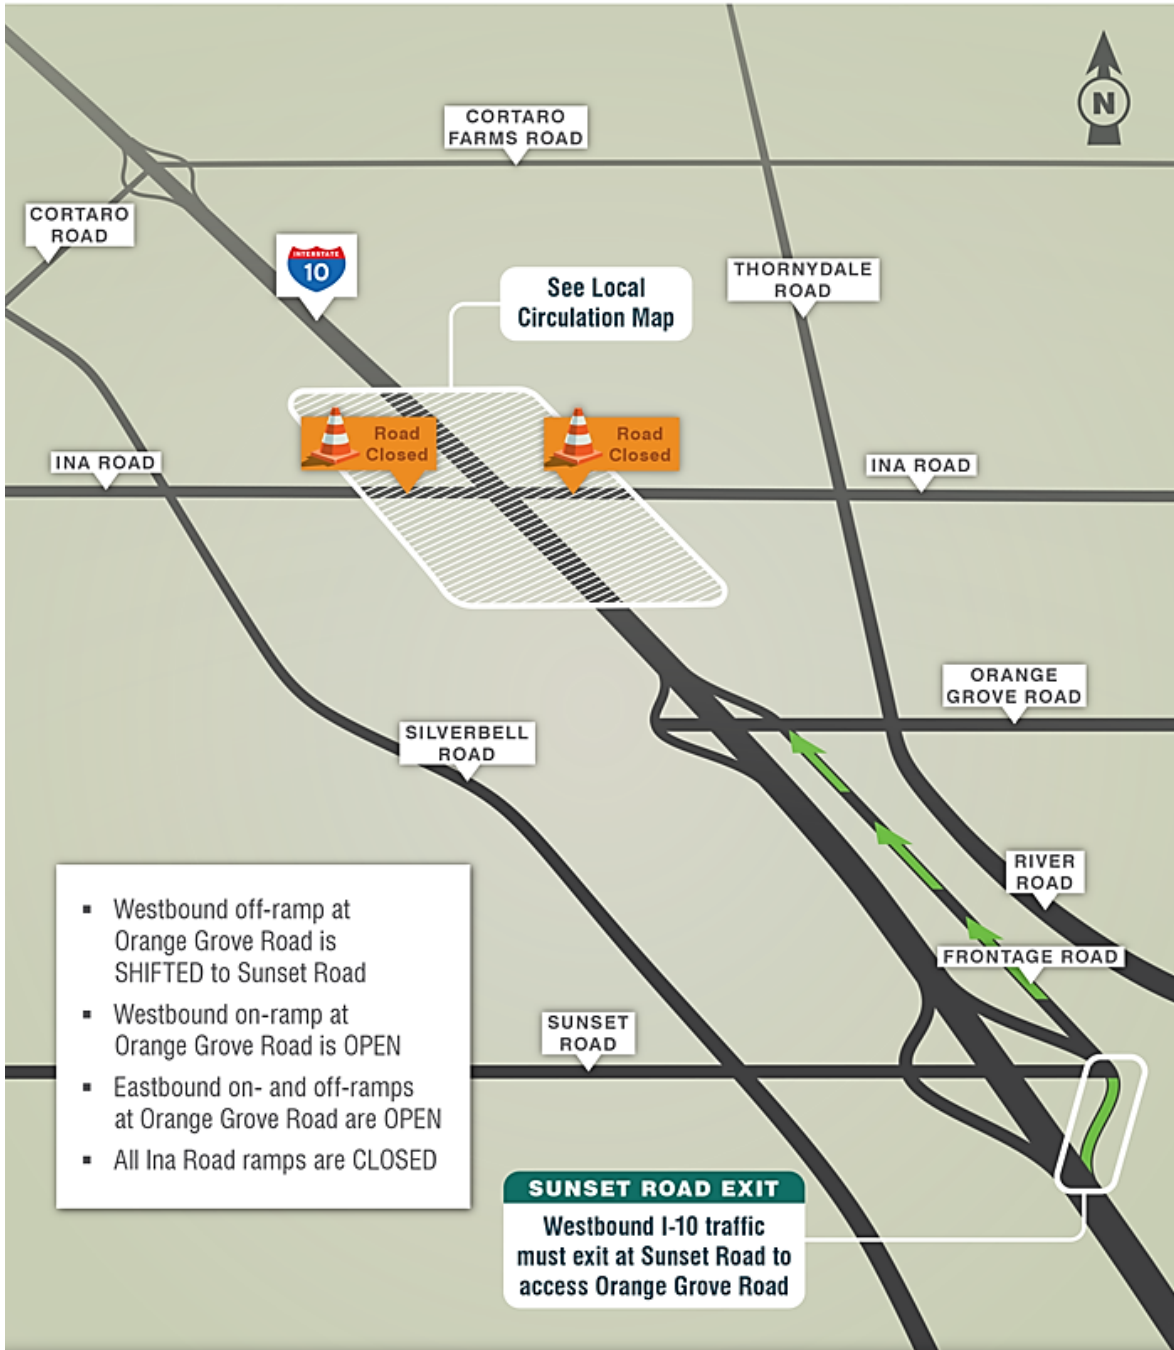 N
CORTARO
FARMS ROAD
CORTARO
ROAD
INTERSTATE
10
THORNYDALE
ROAD
See Local
Circulation Map
Road
Closed
Road
Closed
INA ROAD
INA ROAD
ORANGE
GROVE ROAD
SILVERBELL
ROAD
RIVER
ROAD
FRONTAGE ROAD
SUNSET
ROAD
▪ Westbound off-ramp at
Orange Grove Road is
SHIFTED to Sunset Road
▪ Westbound on-ramp at
Orange Grove Road is OPEN
▪ Eastbound on- and off-ramps
at Orange Grove Road are OPEN
▪ All Ina Road ramps are CLOSED
SUNSET ROAD EXIT
Westbound I-10 traffic
must exit at Sunset Road to
access Orange Grove Road